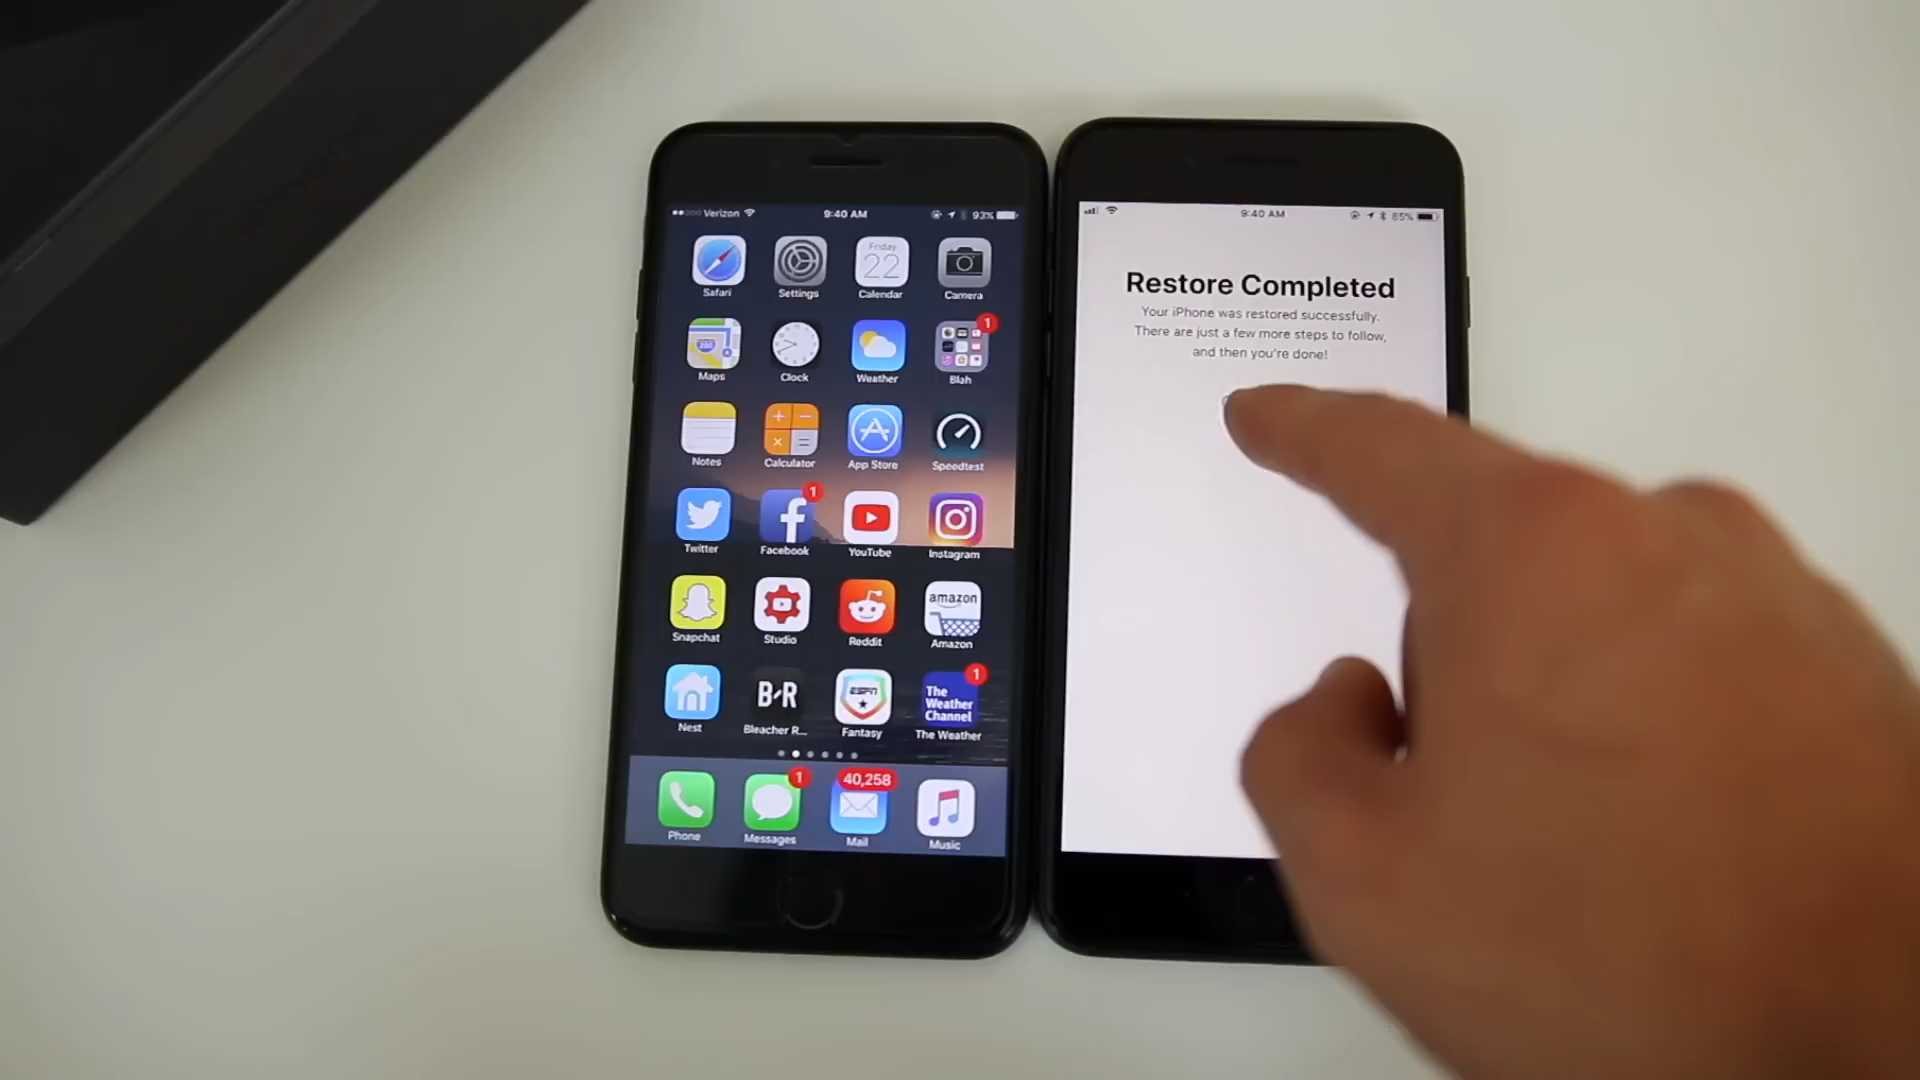 Verizon 9:40 AM 93%
Friday
22
Safari Settings Calendar Camera
1
280
Maps Clock Weather Blah
Notes Calculator App Store Speedtest
1
Twitter Facebook YouTube Instagram
amazon
Snapchat Studio Reddit Amazon
1
B/R ESPN The
Weather
Channel
Nest Bleacher R... Fantasy The Weather
1 40,258
Phone Messages Mail Music
9:40 AM 85%
Restore Completed
Your iPhone was restored successfully.
There are just a few more steps to follow,
and then you're done!